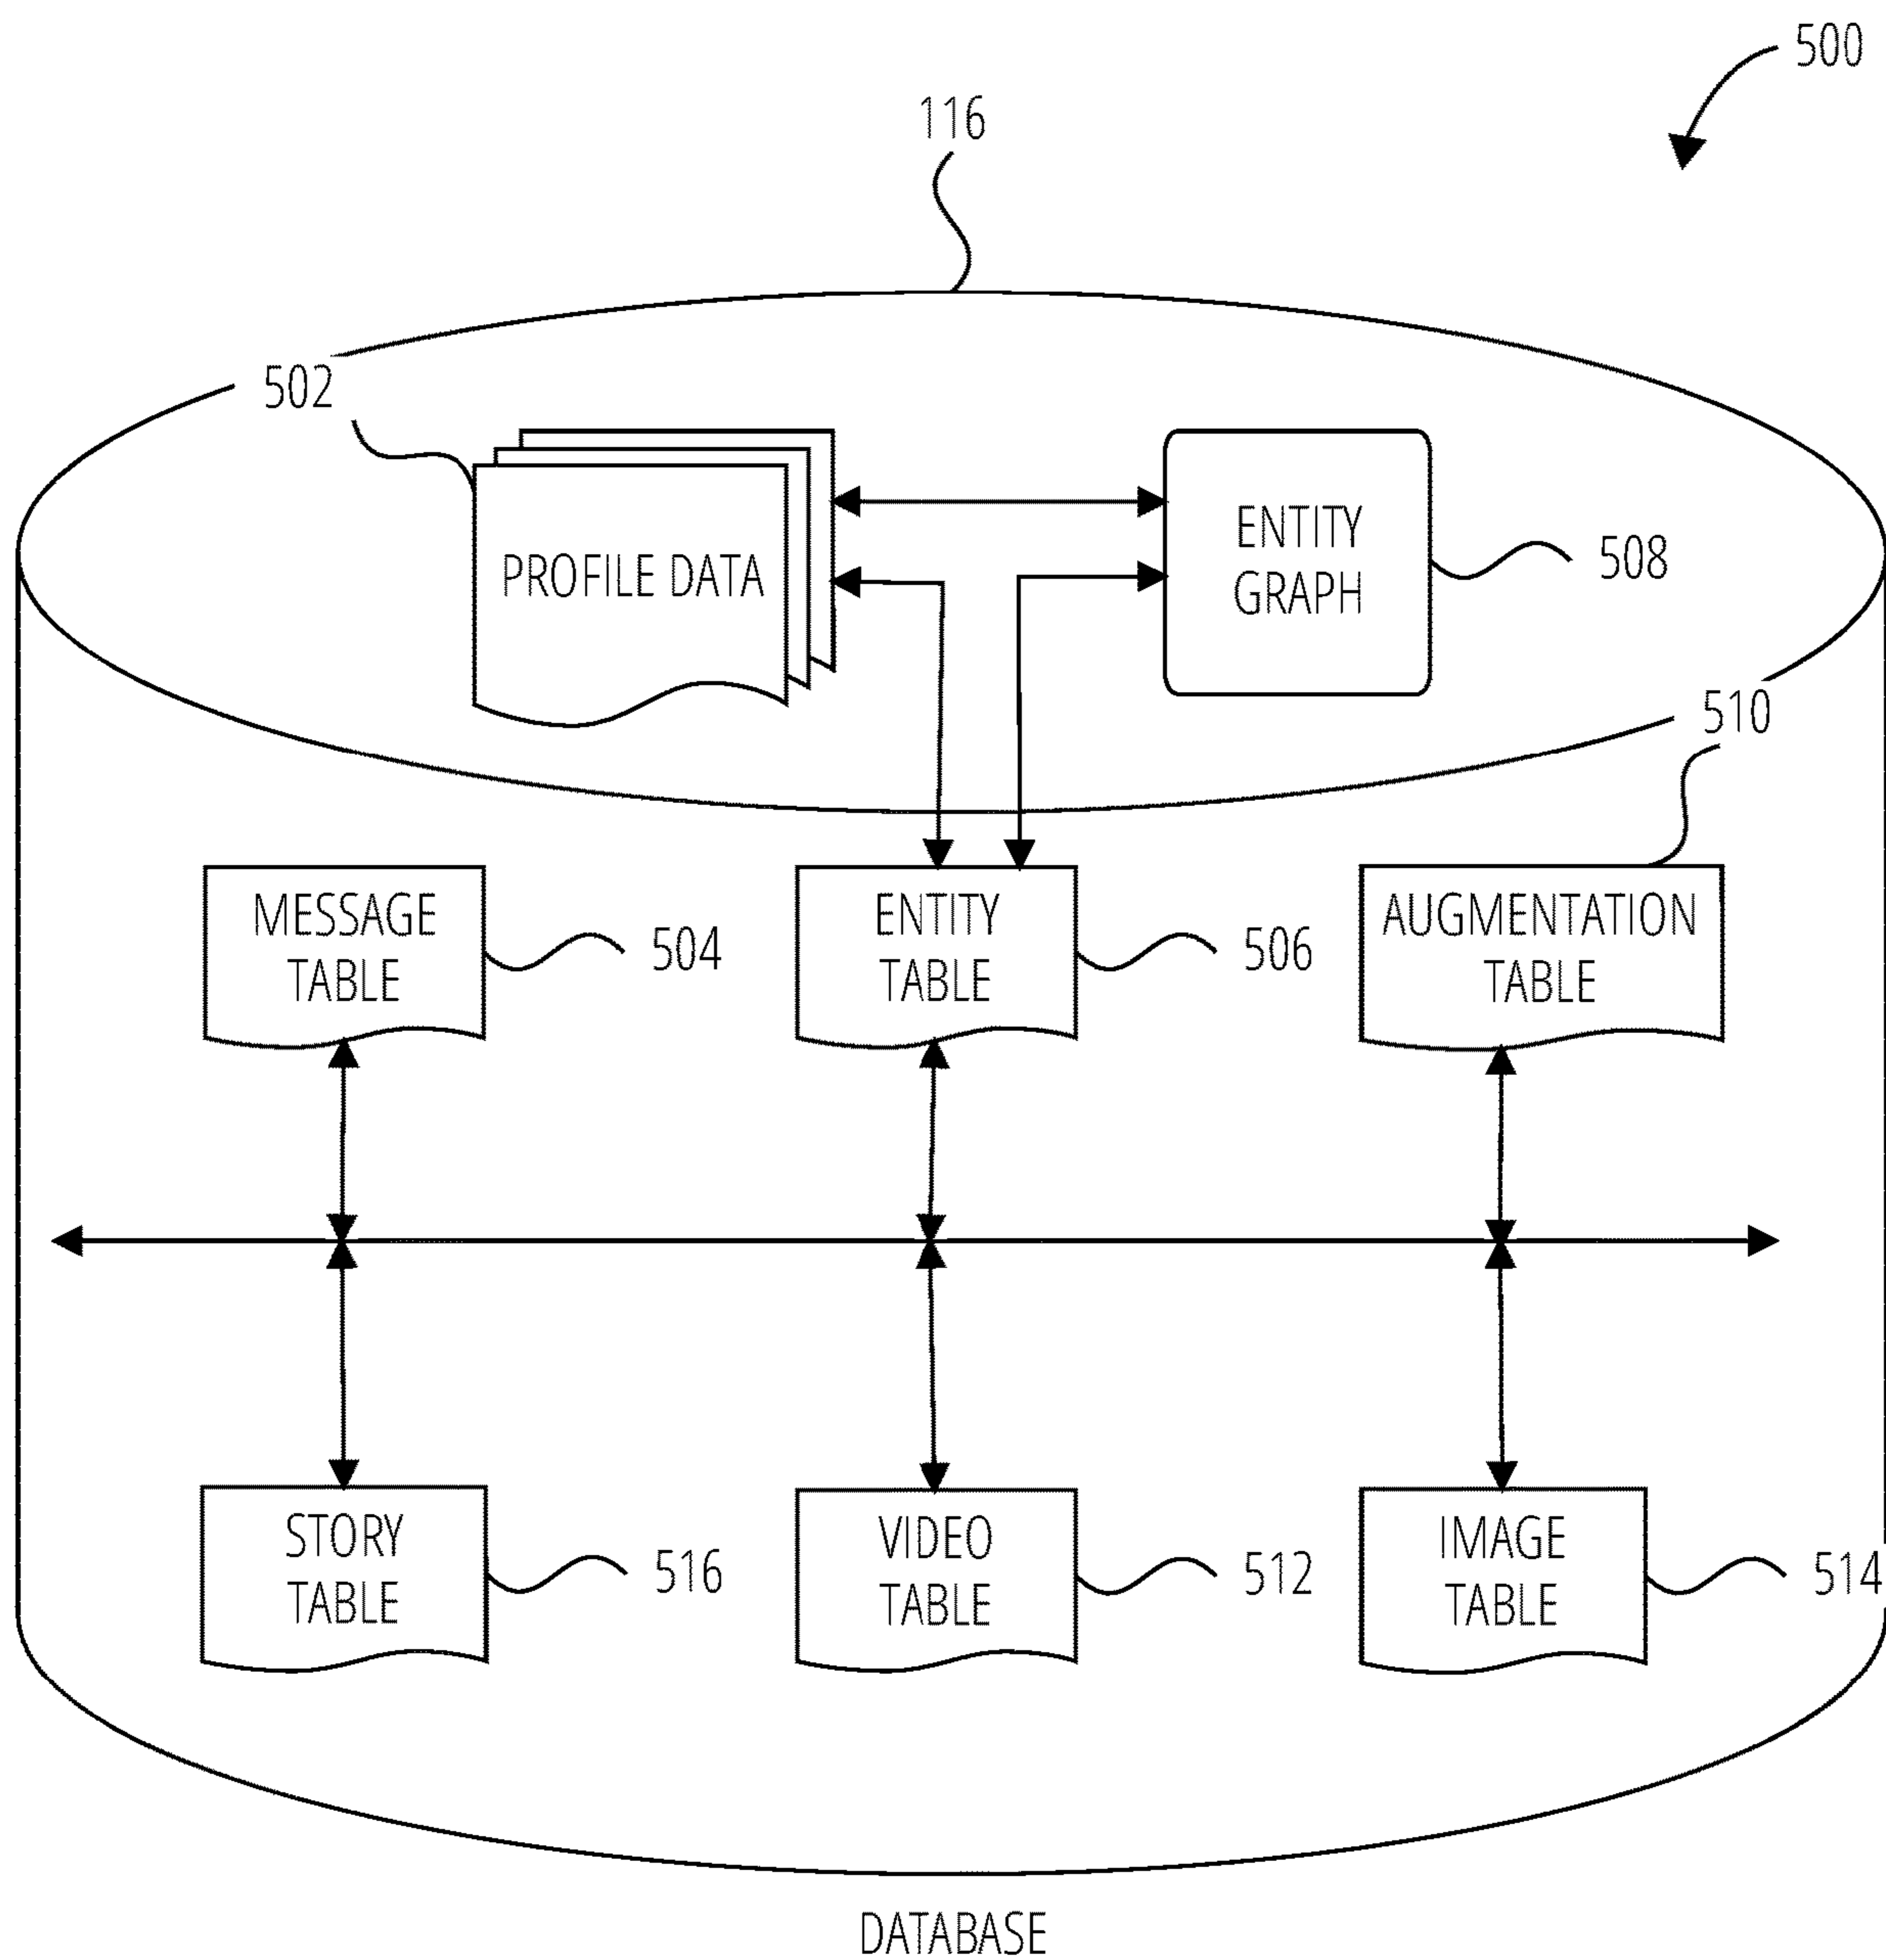 500
116
502
PROFILE DATA
ENTITY
GRAPH
508
510
MESSAGE
TABLE
504
ENTITY
TABLE
506
AUGMENTATION
TABLE
STORY
TABLE
516
VIDEO
TABLE
512
IMAGE
TABLE
514
DATABASE